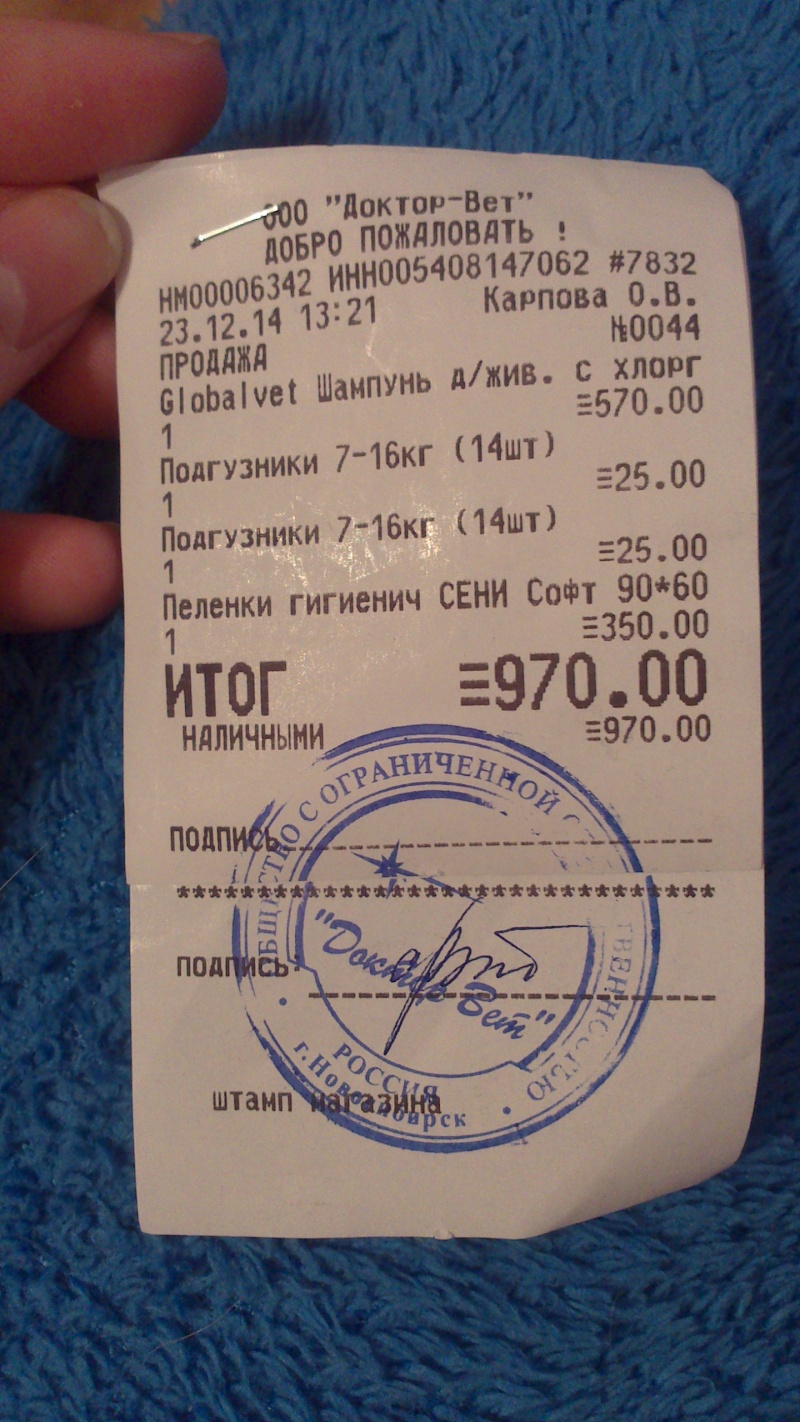 ООО "Доктор-Вет"
ДОБРО ПОЖАЛОВАТЬ !
НМ00006342 ИНН005408147062 #7832
23.12.14 13:21 Карпова О.В.
ПРОДАЖА №0044
Globalvet Шампунь д/жив. с хлорг
1 ≡570.00
Подгузники 7-16кг (14шт)
1 ≡25.00
Подгузники 7-16кг (14шт)
1 ≡25.00
Пеленки гигиенич СЕНИ Софт 90*60
1 ≡350.00
ИТОГ ≡970.00
НАЛИЧНЫМИ ≡970.00
ПОДПИСЬ
*********************************
ПОДПИСЬ:
штамп магазина
ОБЩЕСТВО С ОГРАНИЧЕННОЙ
"Доктор Вет"
РОССИЯ
г.Новосибирск